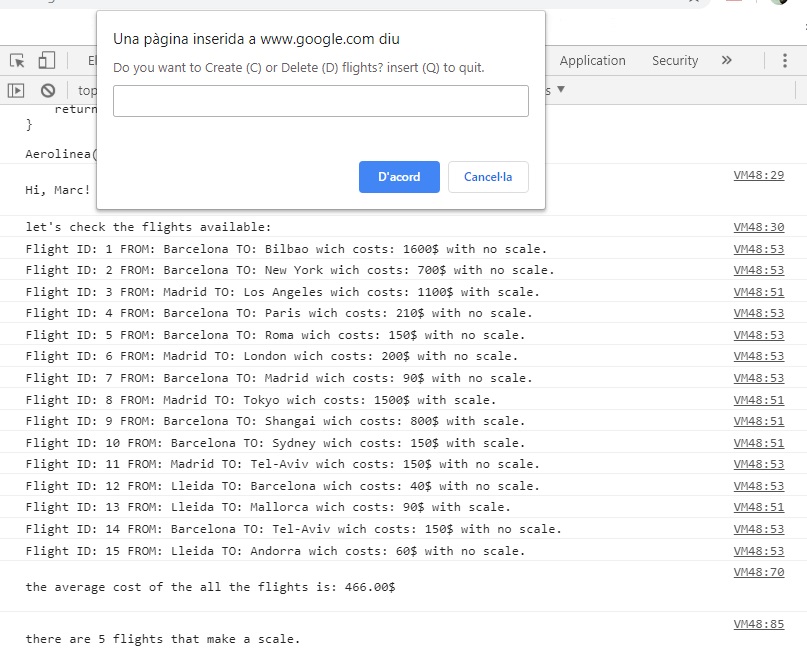 Una pàgina inserida a www.google.com diu
Do you want to Create (C) or Delete (D) flights? insert (Q) to quit.
D'acord Cancel·la
El Application Security »
top s ▼
return
}
Aerolinea(
VM48:29
Hi, Marc!
let's check the flights available: VM48:30
Flight ID: 1 FROM: Barcelona TO: Bilbao wich costs: 1600$ with no scale. VM48:53
Flight ID: 2 FROM: Barcelona TO: New York wich costs: 700$ with no scale. VM48:53
Flight ID: 3 FROM: Madrid TO: Los Angeles wich costs: 1100$ with scale. VM48:51
Flight ID: 4 FROM: Barcelona TO: Paris wich costs: 210$ with no scale. VM48:53
Flight ID: 5 FROM: Barcelona TO: Roma wich costs: 150$ with no scale. VM48:53
Flight ID: 6 FROM: Madrid TO: London wich costs: 200$ with no scale. VM48:53
Flight ID: 7 FROM: Barcelona TO: Madrid wich costs: 90$ with no scale. VM48:53
Flight ID: 8 FROM: Madrid TO: Tokyo wich costs: 1500$ with scale. VM48:51
Flight ID: 9 FROM: Barcelona TO: Shangai wich costs: 800$ with scale. VM48:51
Flight ID: 10 FROM: Barcelona TO: Sydney wich costs: 150$ with scale. VM48:51
Flight ID: 11 FROM: Madrid TO: Tel-Aviv wich costs: 150$ with no scale. VM48:53
Flight ID: 12 FROM: Lleida TO: Barcelona wich costs: 40$ with no scale. VM48:53
Flight ID: 13 FROM: Lleida TO: Mallorca wich costs: 90$ with scale. VM48:51
Flight ID: 14 FROM: Barcelona TO: Tel-Aviv wich costs: 150$ with no scale. VM48:53
Flight ID: 15 FROM: Lleida TO: Andorra wich costs: 60$ with no scale. VM48:53
VM48:70
the average cost of the all the flights is: 466.00$
VM48:85
there are 5 flights that make a scale.